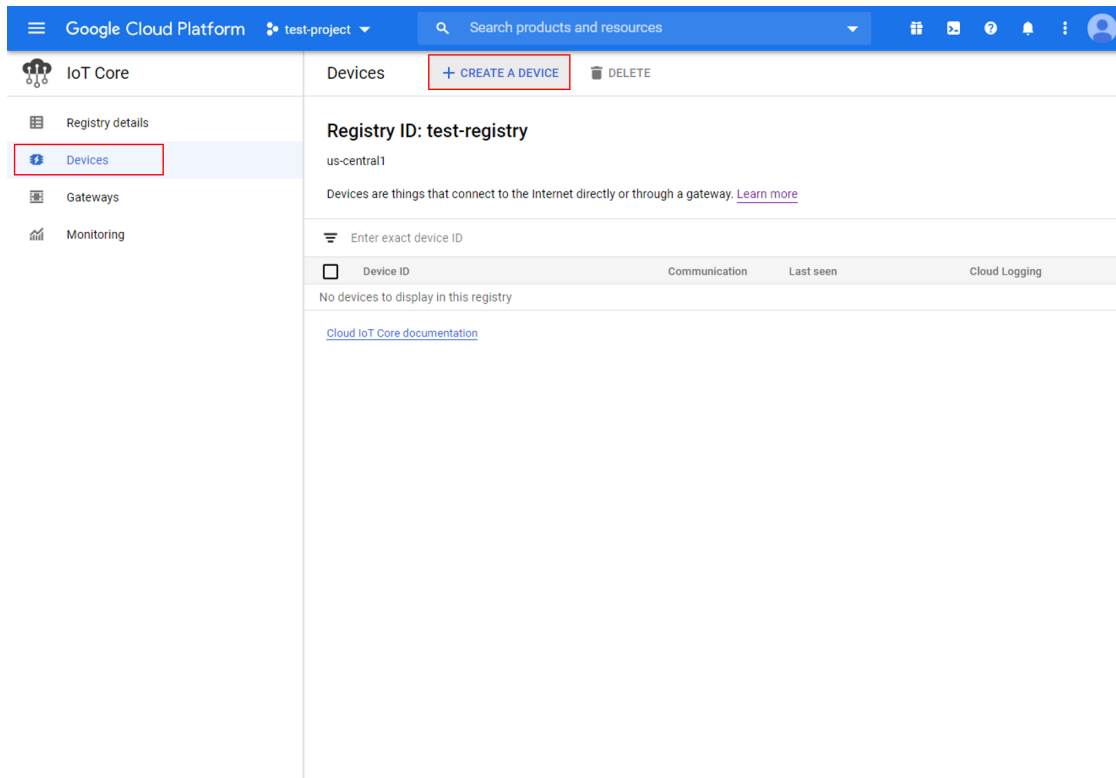 Google Cloud Platform test-project Search products and resources
IoT Core
Registry details
Devices
Gateways
Monitoring
Devices + CREATE A DEVICE DELETE
Registry ID: test-registry
us-central1
Devices are things that connect to the Internet directly or through a gateway. Learn more
Enter exact device ID
Device ID Communication Last seen Cloud Logging
No devices to display in this registry
Cloud IoT Core documentation